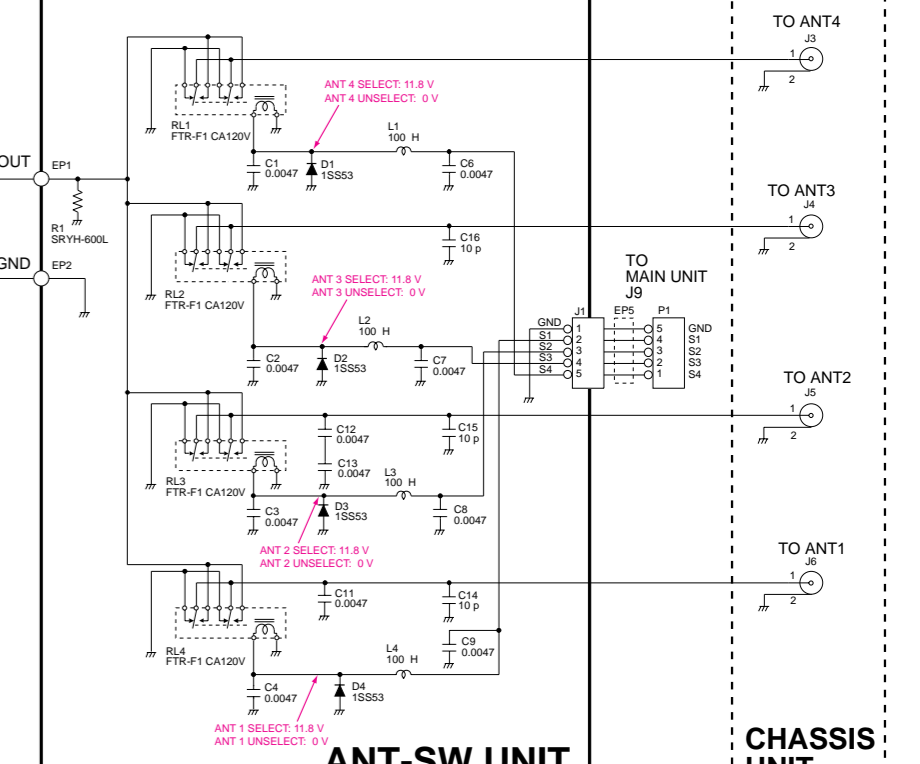 TO ANT4
J3
1
2
ANT 4 SELECT: 11.8 V
ANT 4 UNSELECT: 0 V
RL1
FTR-F1 CA120V
L1
100 H
C1
0.0047
D1
1SS53
C6
0.0047
OUT
EP1
R1
SRYH-600L
GND
EP2
TO ANT3
J4
1
2
C16
10 p
RL2
FTR-F1 CA120V
ANT 3 SELECT: 11.8 V
ANT 3 UNSELECT: 0 V
L2
100 H
C2
0.0047
D2
1SS53
C7
0.0047
TO
MAIN UNIT
J9
J1
EP5
P1
GND 1
S1 2
S2 3
S3 4
S4 5
5 GND
4 S1
3 S2
2 S3
1 S4
TO ANT2
J5
1
2
C12
0.0047
C15
10 p
C13
0.0047
RL3
FTR-F1 CA120V
L3
100 H
C3
0.0047
D3
1SS53
C8
0.0047
ANT 2 SELECT: 11.8 V
ANT 2 UNSELECT: 0 V
TO ANT1
J6
1
2
C11
0.0047
C14
10 p
C9
0.0047
RL4
FTR-F1 CA120V
L4
100 H
C4
0.0047
D4
1SS53
ANT 1 SELECT: 11.8 V
ANT 1 UNSELECT: 0 V
ANT-SW UNIT
CHASSIS
UNIT